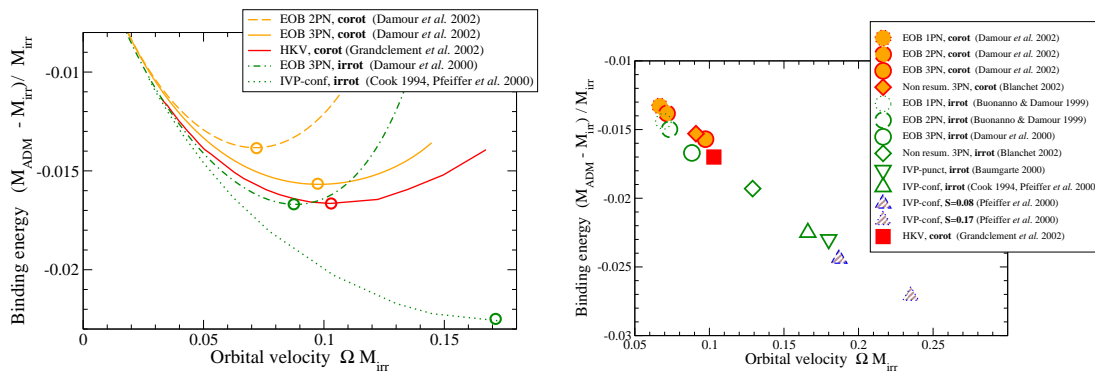 EOB 2PN, corot (Damour et al. 2002)
EOB 3PN, corot (Damour et al. 2002)
HKV, corot (Grandclement et al. 2002)
EOB 3PN, irrot (Damour et al. 2000)
IVP-conf, irrot (Cook 1994, Pfeiffer et al. 2000)
Binding energy (M_ADM - M_irr) / M_irr
-0.01
-0.015
-0.02
0
0.05
0.1
0.15
Orbital velocity Ω M_irr
EOB 1PN, corot (Damour et al. 2002)
EOB 2PN, corot (Damour et al. 2002)
EOB 3PN, corot (Damour et al. 2002)
Non resum. 3PN, corot (Blanchet 2002)
EOB 1PN, irrot (Buonanno & Damour 1999)
EOB 2PN, irrot (Buonanno & Damour 1999)
EOB 3PN, irrot (Damour et al. 2000)
Non resum. 3PN, irrot (Blanchet 2002)
IVP-punct, irrot (Baumgarte 2000)
IVP-conf, irrot (Cook 1994, Pfeiffer et al. 2000)
IVP-conf, S=0.08 (Pfeiffer et al. 2000)
IVP-conf, S=0.17 (Pfeiffer et al. 2000)
HKV, corot (Grandclement et al. 2002)
Binding energy (M_ADM - M_irr) / M_irr
-0.01
-0.015
-0.02
-0.025
-0.03
0.05
0.1
0.15
0.2
0.25
Orbital velocity Ω M_irr